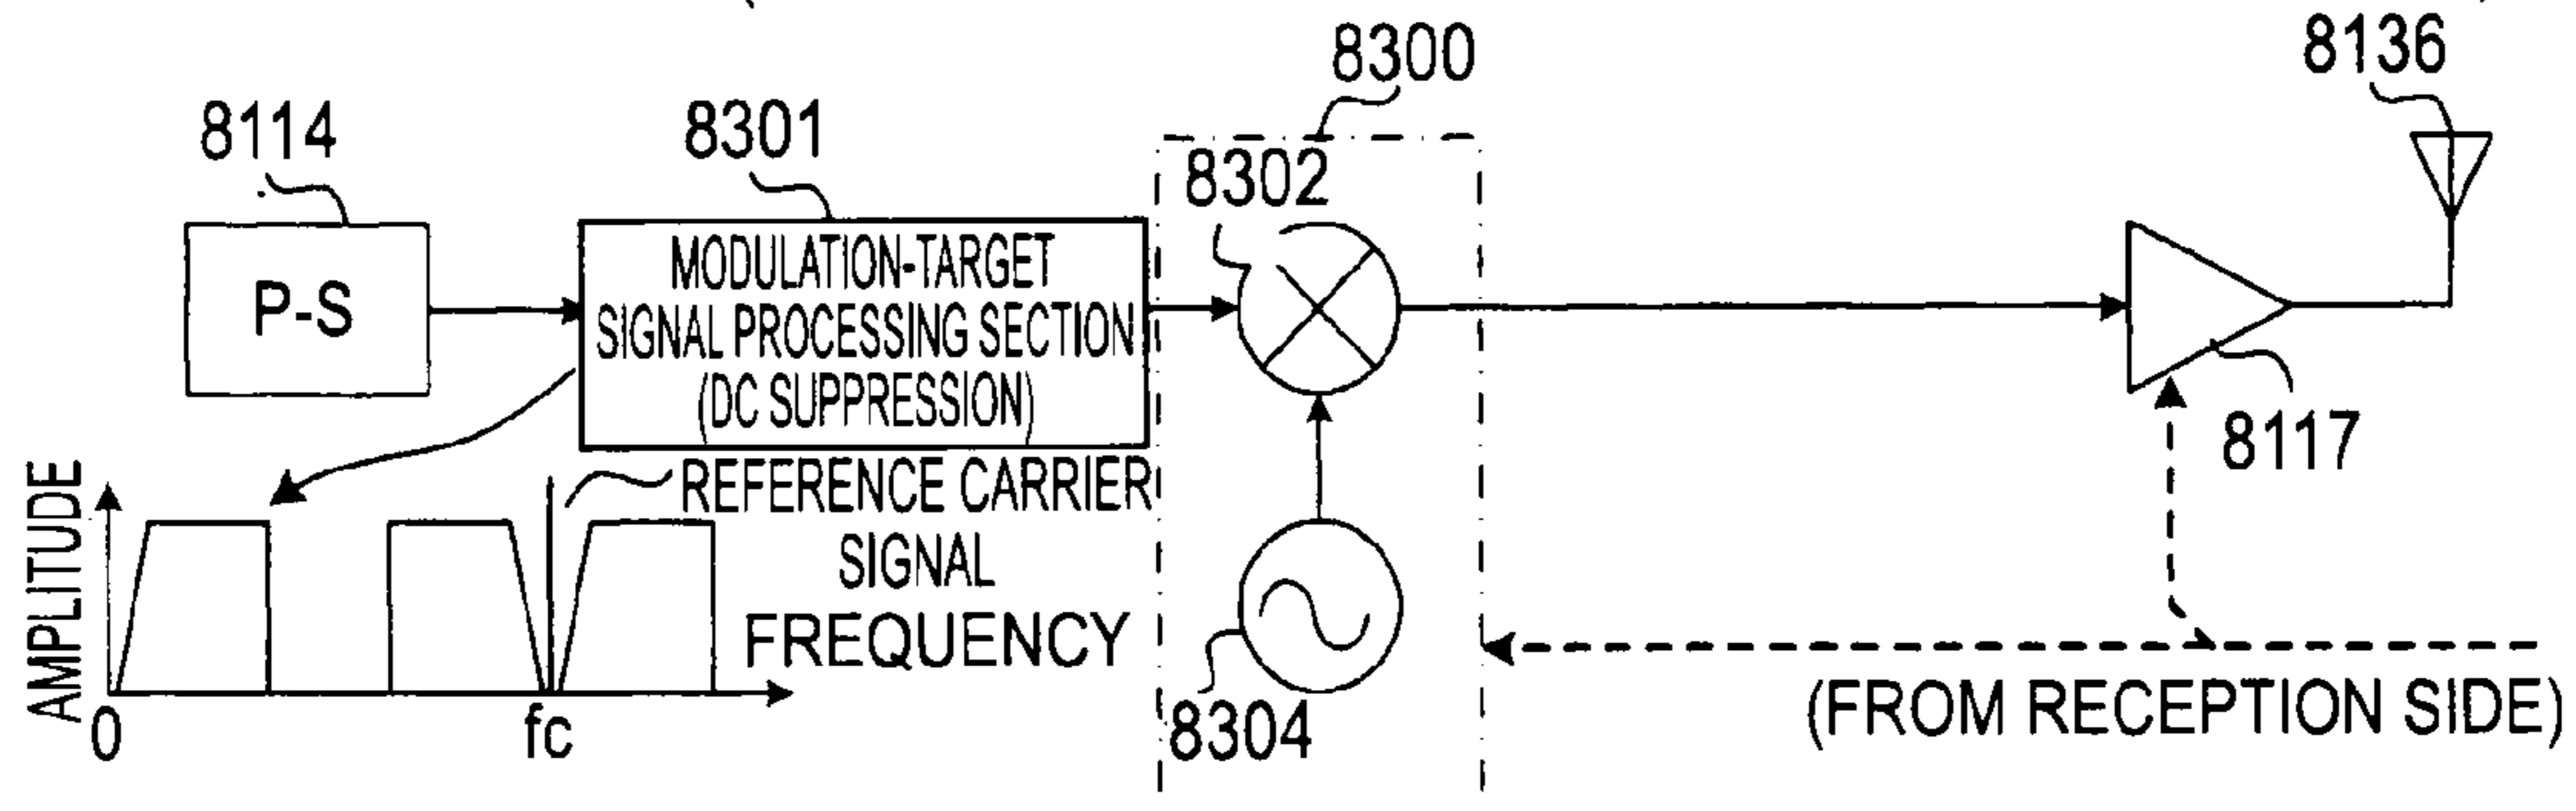 8300
8136
8114
8301
8302
P-S
MODULATION-TARGET
SIGNAL PROCESSING SECTION
(DC SUPPRESSION)
8117
REFERENCE CARRIER
SIGNAL
FREQUENCY
AMPLITUDE
0
fc
8304
(FROM RECEPTION SIDE)